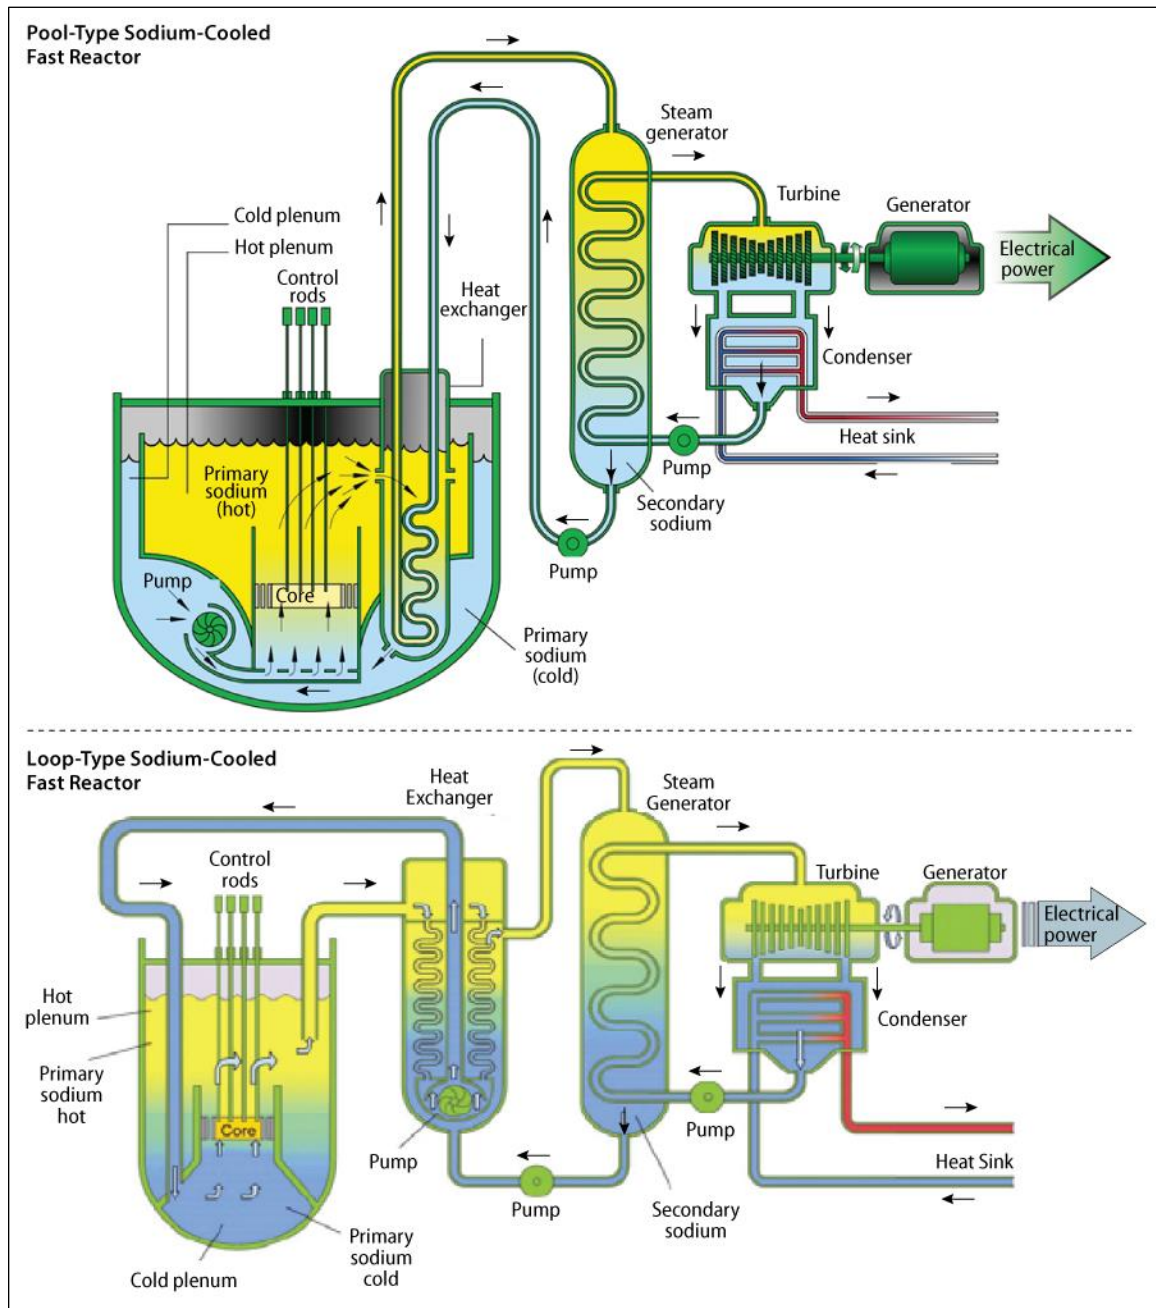 Pool-Type Sodium-Cooled
Fast Reactor
Steam
generator
Turbine
Generator
Cold plenum
Hot plenum
Electrical
power
Control
rods
Heat
exchanger
Condenser
Heat sink
Primary
sodium
(hot)
Pump
Secondary
sodium
Pump
Pump
Core
Primary
sodium
(cold)
Loop-Type Sodium-Cooled
Fast Reactor
Heat
Exchanger
Steam
Generator
Control
rods
Turbine
Generator
Electrical
power
Hot
plenum
Condenser
Primary
sodium
hot
Core
Pump
Pump
Pump
Heat Sink
Secondary
sodium
Primary
sodium
cold
Cold plenum